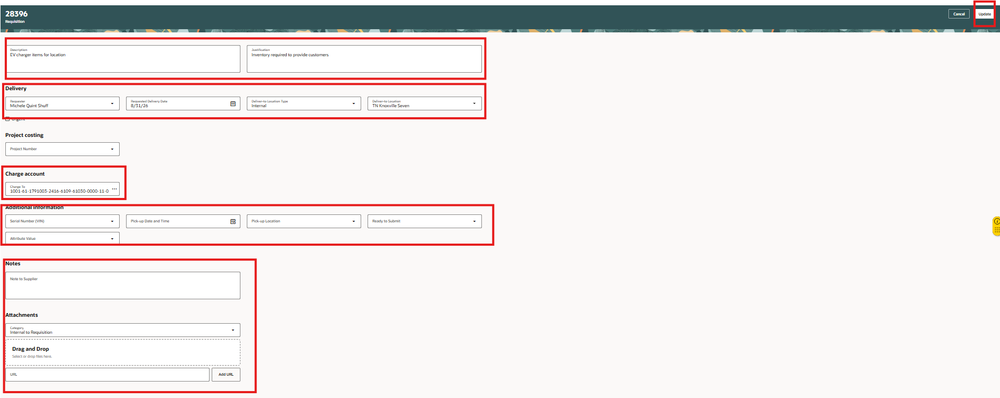 28396
Requisition
Cancel
Update
Description
EV charger items for location
Justification
Inventory required to provide customers
Delivery
Requester
Michele Quint Shuff
Requested Delivery Date
8/31/26
Deliver-to Location Type
Internal
Deliver-to Location
TN Knoxville Seven
Urgent
Project costing
Project Number
Charge account
Charge To
1001-61-1791003-2416-6109-61030-0000-11-0
Additional information
Serial Number (VIN)
Pick-up Date and Time
Pick-up Location
Ready to Submit
Attribute Value
Notes
Note to Supplier
Attachments
Category
Internal to Requisition
Drag and Drop
Select or drop files here.
URL
Add URL